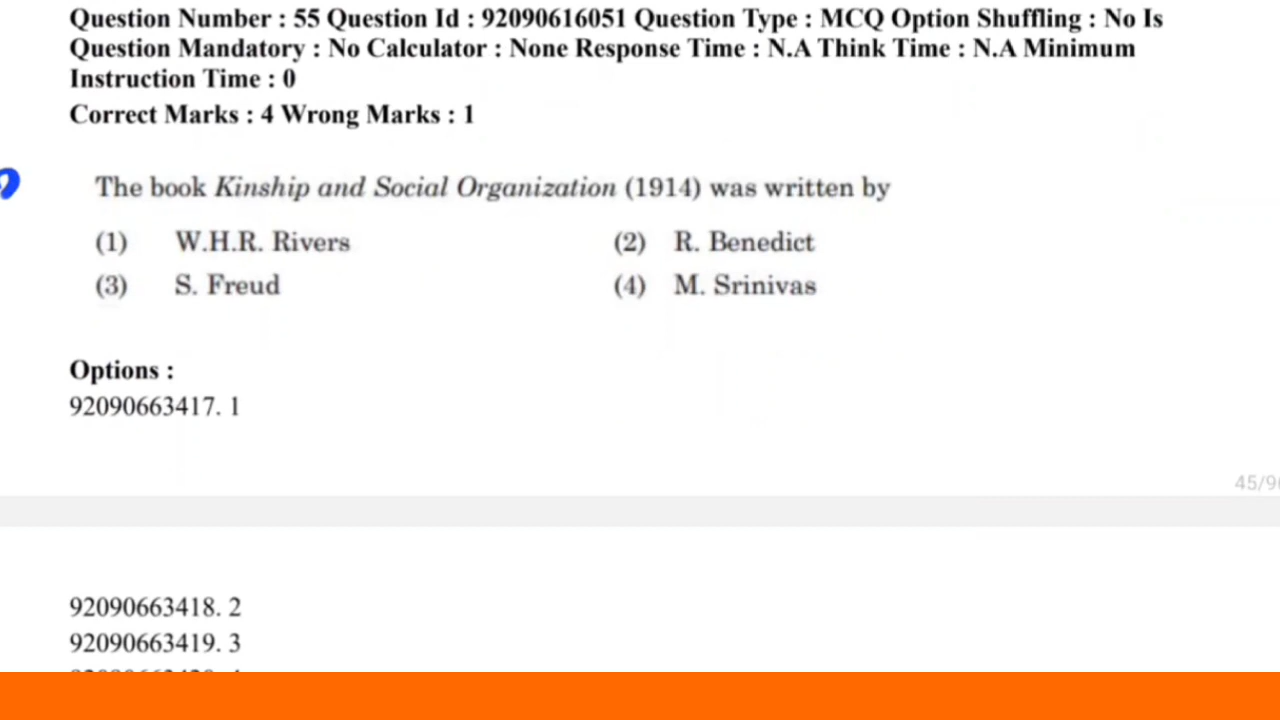 Question Number : 55 Question Id : 92090616051 Question Type : MCQ Option Shuffling : No Is
Question Mandatory : No Calculator : None Response Time : N.A Think Time : N.A Minimum
Instruction Time : 0
Correct Marks : 4 Wrong Marks : 1
The book Kinship and Social Organization (1914) was written by
(1) W.H.R. Rivers (2) R. Benedict
(3) S. Freud (4) M. Srinivas
Options :
92090663417. 1
45/9
92090663418. 2
92090663419. 3